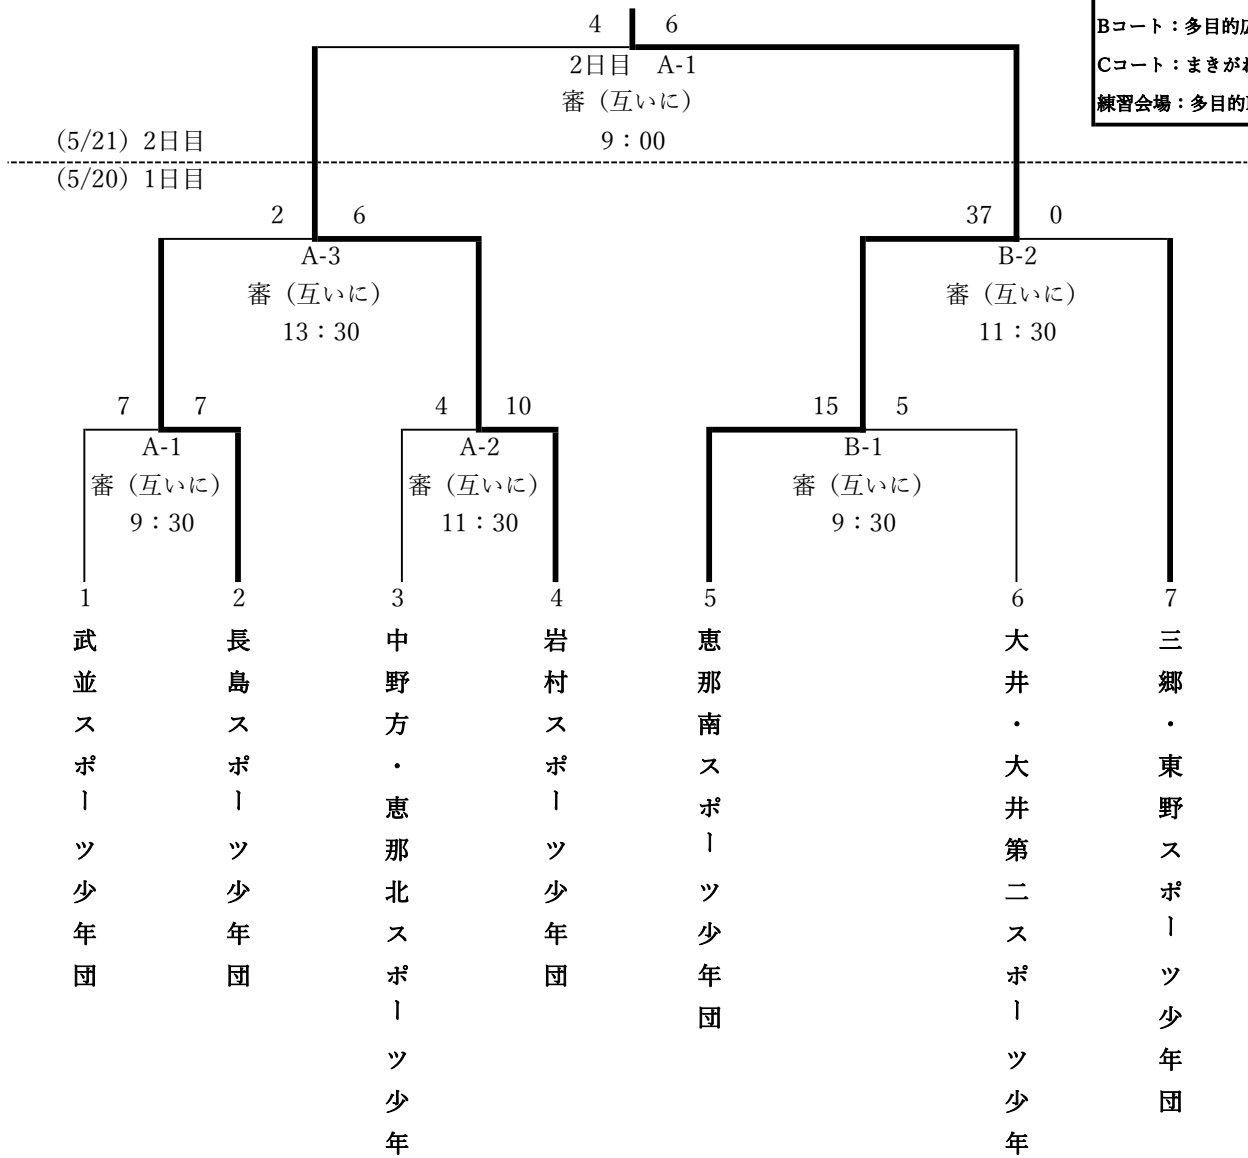 4 6
2日目 A-1
審（互いに）
9：00
Bコート：多目的
Cコート：まきが
練習会場：多目的
(5/21) 2日目
(5/20) 1日目
2 6
A-3
審（互いに）
13：30
37 0
B-2
審（互いに）
11：30
7 7
A-1
審（互いに）
9：30
4 10
A-2
審（互いに）
11：30
15 5
B-1
審（互いに）
9：30
1
武並スポーツ少年団
2
長島スポーツ少年団
3
中野方・恵那北スポーツ少年
4
岩村スポーツ少年団
5
恵那南スポーツ少年団
6
大井・大井第二スポーツ少年
7
三郷・東野スポーツ少年団